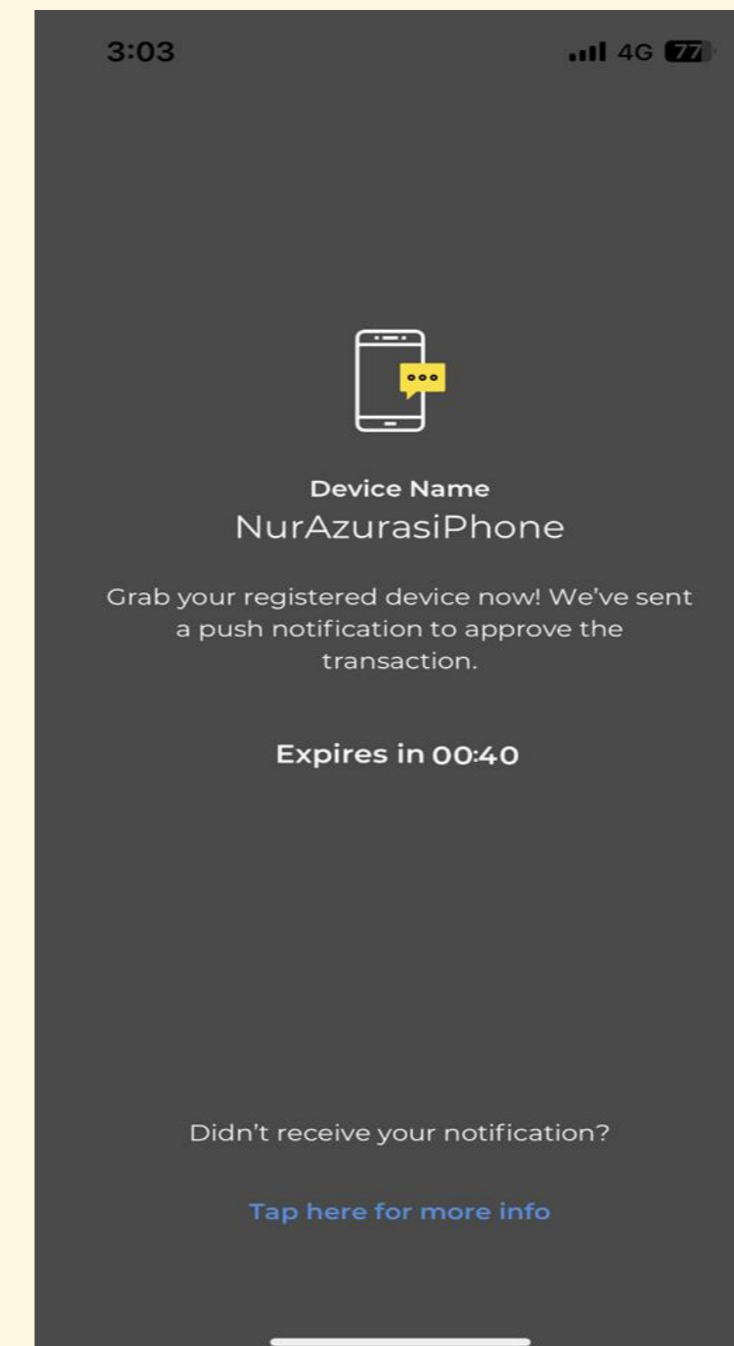 3:03 4G 77
Device Name
NurAzurasiPhone
Grab your registered device now! We’ve sent
a push notification to approve the
transaction.
Expires in 00:40
Didn’t receive your notification?
Tap here for more info